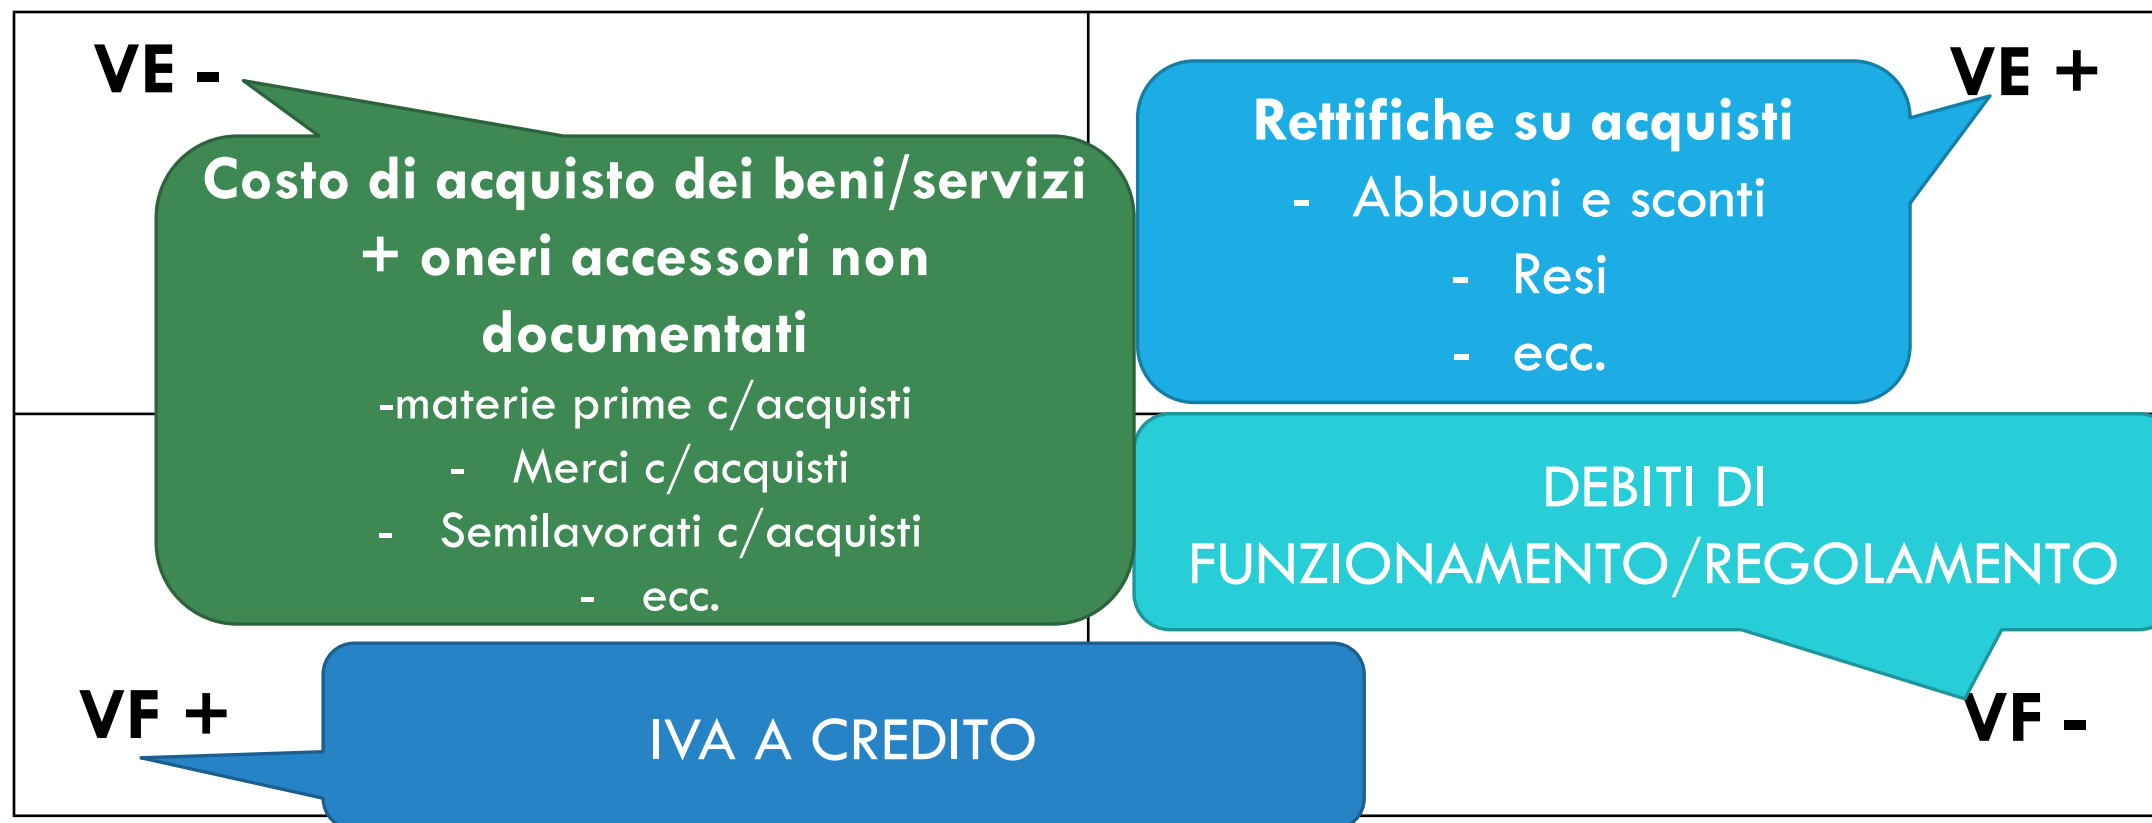 VE -
Costo di acquisto dei beni/servizi
+ oneri accessori non
documentati
-materie prime c/acquisti
- Merci c/acquisti
- Semilavorati c/acquisti
- ecc.
VE +
Rettifiche su acquisti
- Abbuoni e sconti
- Resi
- ecc.
VF +
IVA A CREDITO
DEBITI DI
FUNZIONAMENTO/REGOLAMENTO
VF -